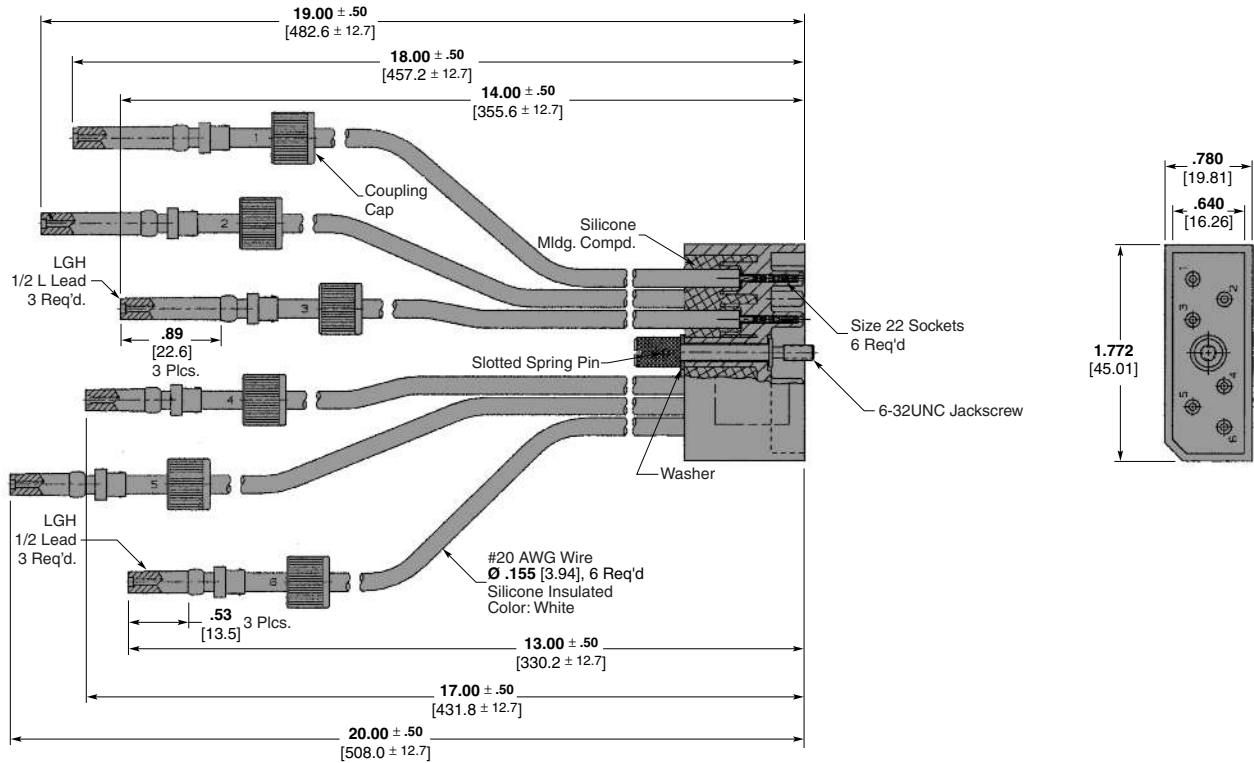 19.00 ± .50
[482.6 ± 12.7]
18.00 ± .50
[457.2 ± 12.7]
14.00 ± .50
[355.6 ± 12.7]
1
Coupling
Cap
2
Silicone
Mldg. Compd.
LGH
1/2 L Lead
3 Req'd.
3
.89
[22.6]
3 Plcs.
Size 22 Sockets
6 Req'd
Slotted Spring Pin
6-32UNC Jackscrew
4
Washer
5
LGH
1/2 Lead
3 Req'd.
6
#20 AWG Wire
Ø .155 [3.94], 6 Req'd
Silicone Insulated
Color: White
.53
[13.5]
3 Plcs.
13.00 ± .50
[330.2 ± 12.7]
17.00 ± .50
[431.8 ± 12.7]
20.00 ± .50
[508.0 ± 12.7]
.780
[19.81]
.640
[16.26]
1.772
[45.01]
1
2
3
4
5
6